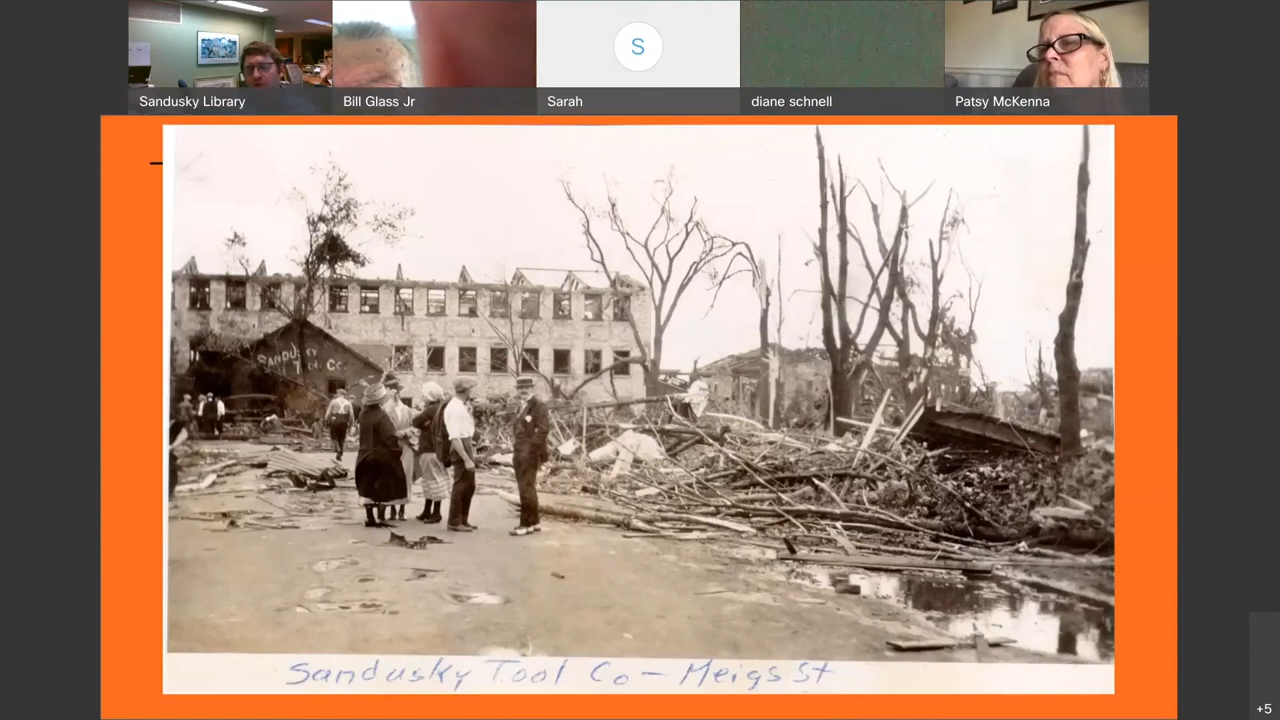 Sandusky Library
Bill Glass Jr
S
Sarah
diane schnell
Patsy McKenna
SANDUSKY
TOOL CO.
Sandusky Tool Co - Meigs St
+5